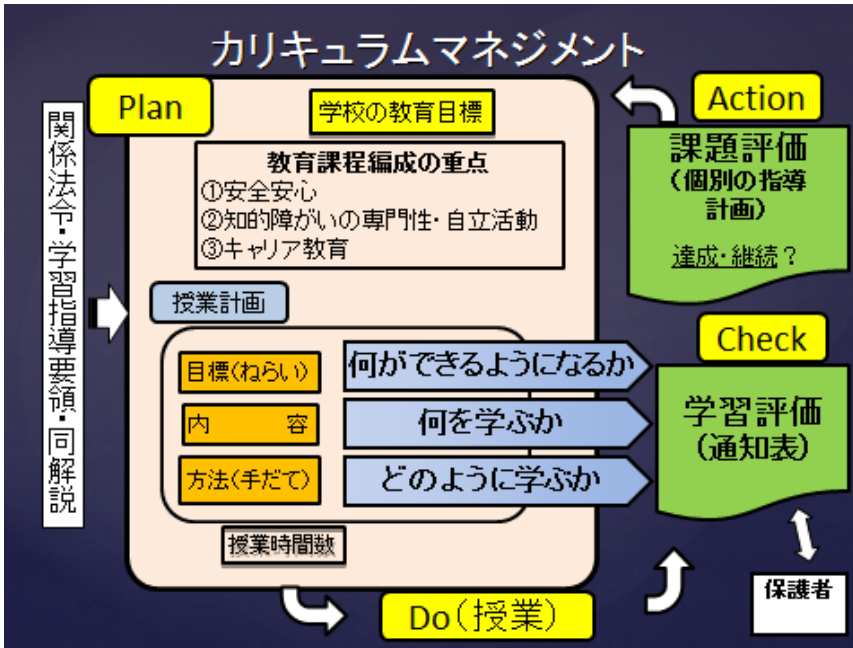 カリキュラムマネジメント
関係法令・学習指導要領・同解説
Plan
学校の教育目標
教育課程編成の重点
①安全安心
②知的障がいの専門性・自立活動
③キャリア教育
授業計画
目標(ねらい)
何ができるようになるか
内 容
何を学ぶか
方法(手だて)
どのように学ぶか
授業時間数
Do(授業)
Check
学習評価
(通知表)
保護者
Action
課題評価
(個別の指導
計画)
達成・継続？